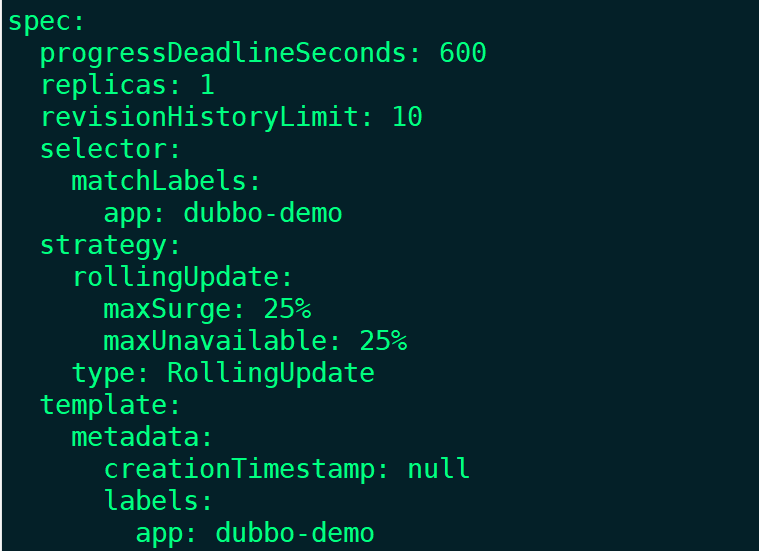 spec:
  progressDeadlineSeconds: 600
  replicas: 1
  revisionHistoryLimit: 10
  selector:
    matchLabels:
      app: dubbo-demo
  strategy:
    rollingUpdate:
      maxSurge: 25%
      maxUnavailable: 25%
    type: RollingUpdate
  template:
    metadata:
      creationTimestamp: null
      labels:
        app: dubbo-demo